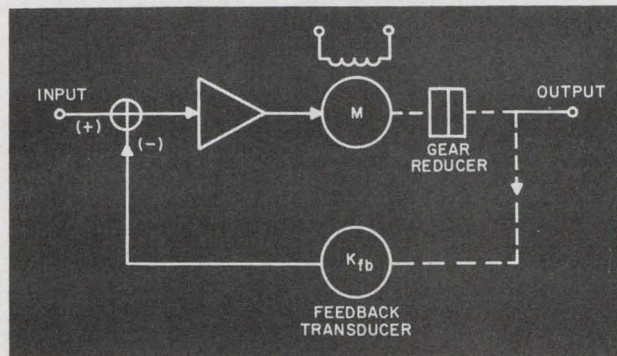 INPUT
(+)
(-)
M
GEAR
REDUCER
OUTPUT
Kfb
FEEDBACK
TRANSDUCER